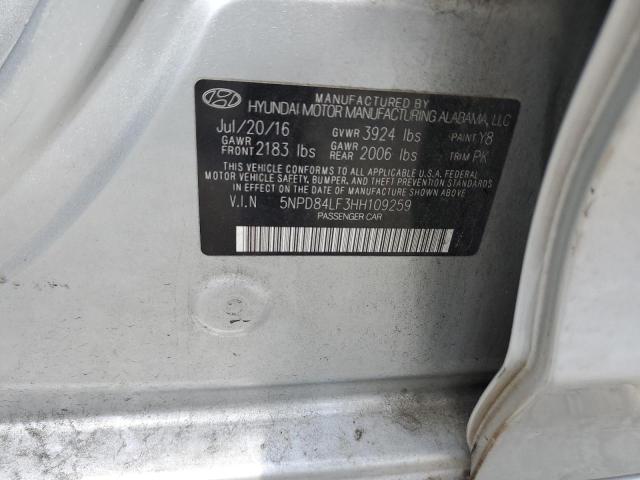 MANUFACTURED BY
HYUNDAI MOTOR MANUFACTURING ALABAMA, LLC
Jul/20/16 GVWR 3924 lbs PAINT Y8
GAWR FRONT 2183 lbs GAWR REAR 2006 lbs TRIM PK
THIS VEHICLE CONFORMS TO ALL APPLICABLE U.S. FEDERAL
MOTOR VEHICLE SAFETY, BUMPER, AND THEFT PREVENTION
STANDARDS IN EFFECT ON THE DATE OF MANUFACTURE SHOWN ABOVE.
V.I.N 5NPD84LF3HH109259
PASSENGER CAR